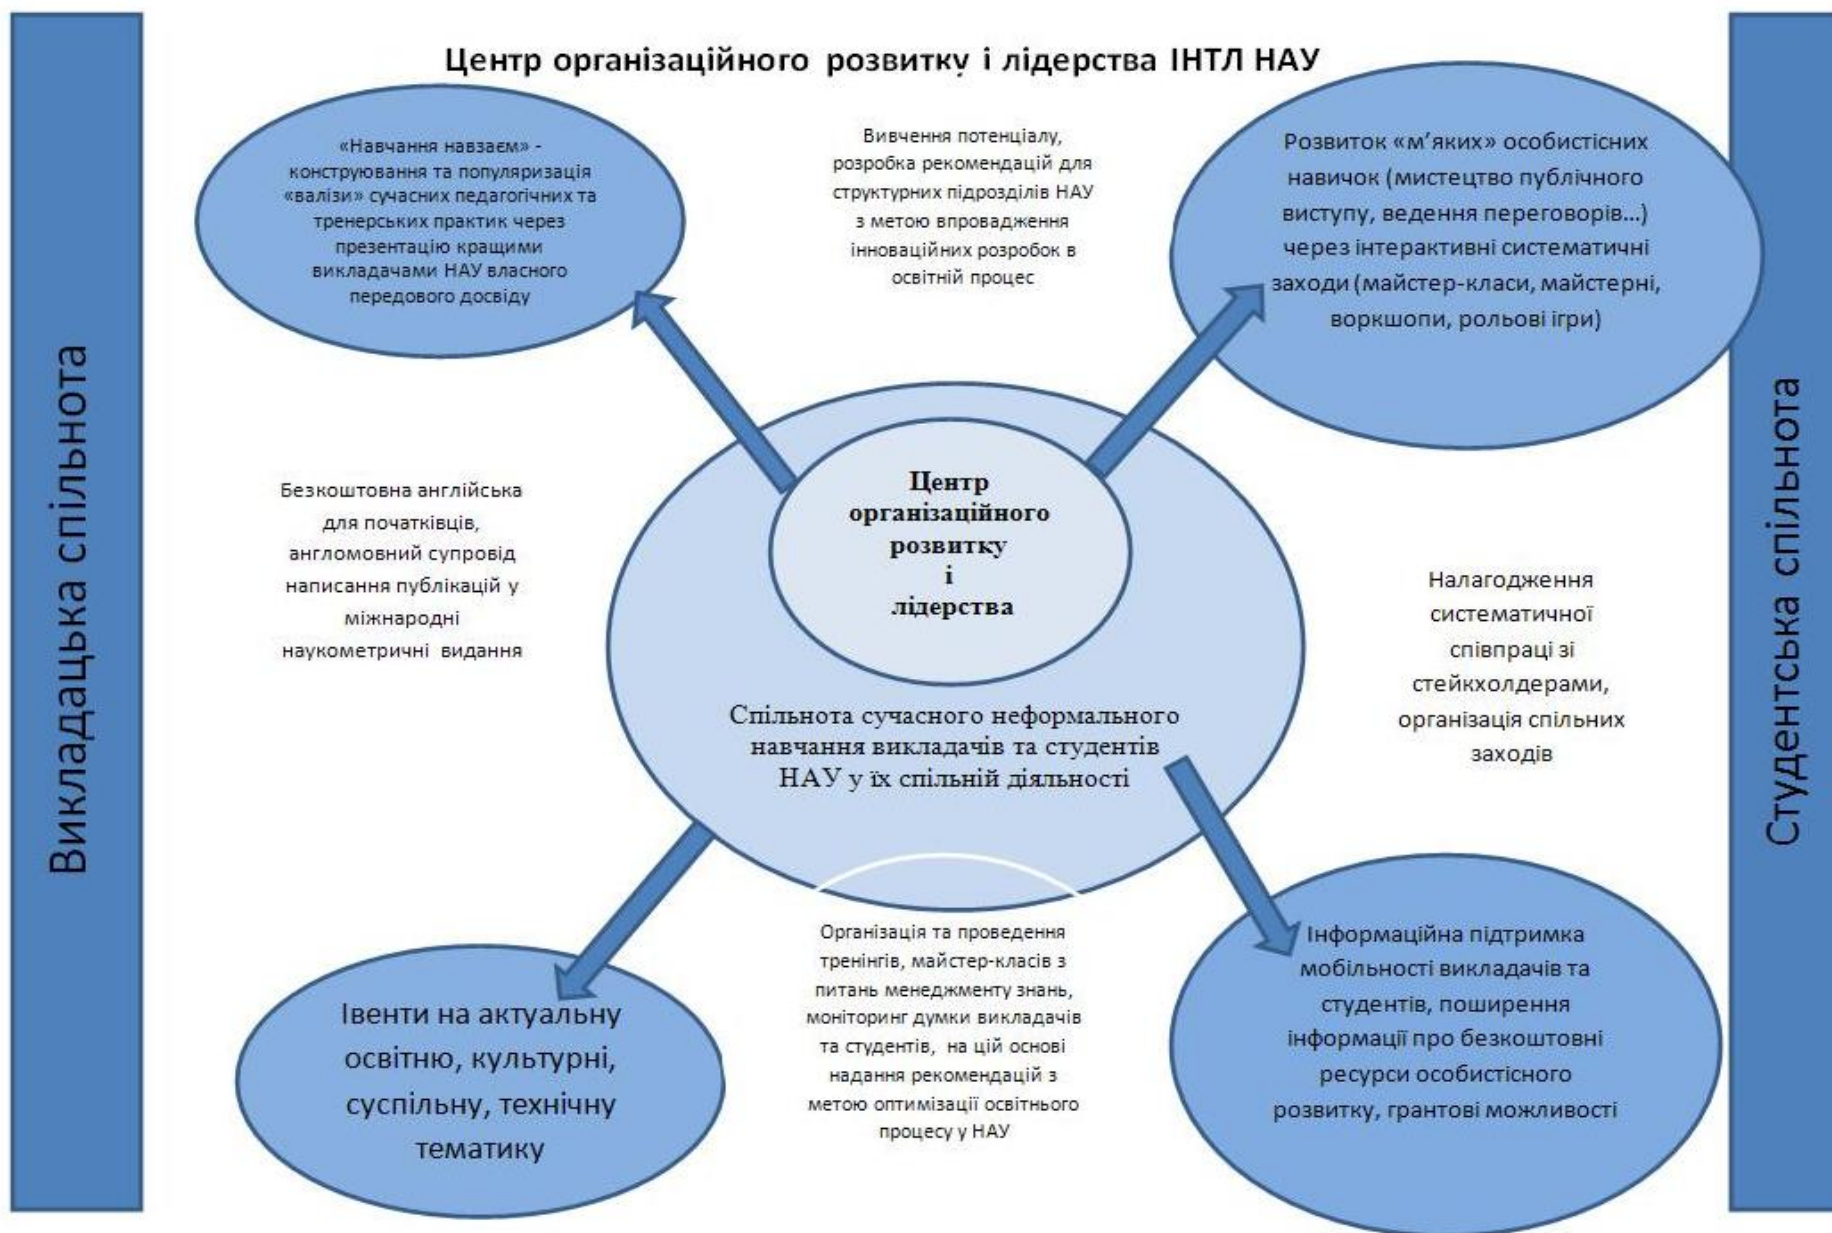 Центр організаційного розвитку і лідерства ІНТЛ НАУ
Викладацька спільнота
«Навчання навзаєм» -
конструювання та популяризація
«валізи» сучасних педагогічних та
тренерських практик через
презентацію кращими
викладачами НАУ власного
передового досвіду
Вивчення потенціалу,
розробка рекомендацій для
структурних підрозділів НАУ
з метою впровадження
інноваційних розробок в
освітній процес
Розвиток «м’яких» особистісних
навичок (мистецтво публічного
виступу, ведення переговорів…)
через інтерактивні систематичні
заходи (майстер-класи, майстерні,
воркшопи, рольові ігри)
Студентська спільнота
Безкоштовна англійська
для початківців,
англомовний супровід
написання публікацій у
міжнародні
наукометричні видання
Центр
організаційного
розвитку
і
лідерства
Спільнота сучасного неформального
навчання викладачів та студентів
НАУ у їх спільній діяльності
Налагодження
систематичної
співпраці зі
стейкхолдерами,
організація спільних
заходів
Івенти на актуальну
освітню, культурні,
суспільну, технічну
тематику
Організація та проведення
тренінгів, майстер-класів з
питань менеджменту знань,
моніторинг думки викладачів
та студентів, на цій основі
надання рекомендацій з
метою оптимізації освітнього
процесу у НАУ
Інформаційна підтримка
мобільності викладачів та
студентів, поширення
інформації про безкоштовні
ресурси особистісного
розвитку, грантові можливості